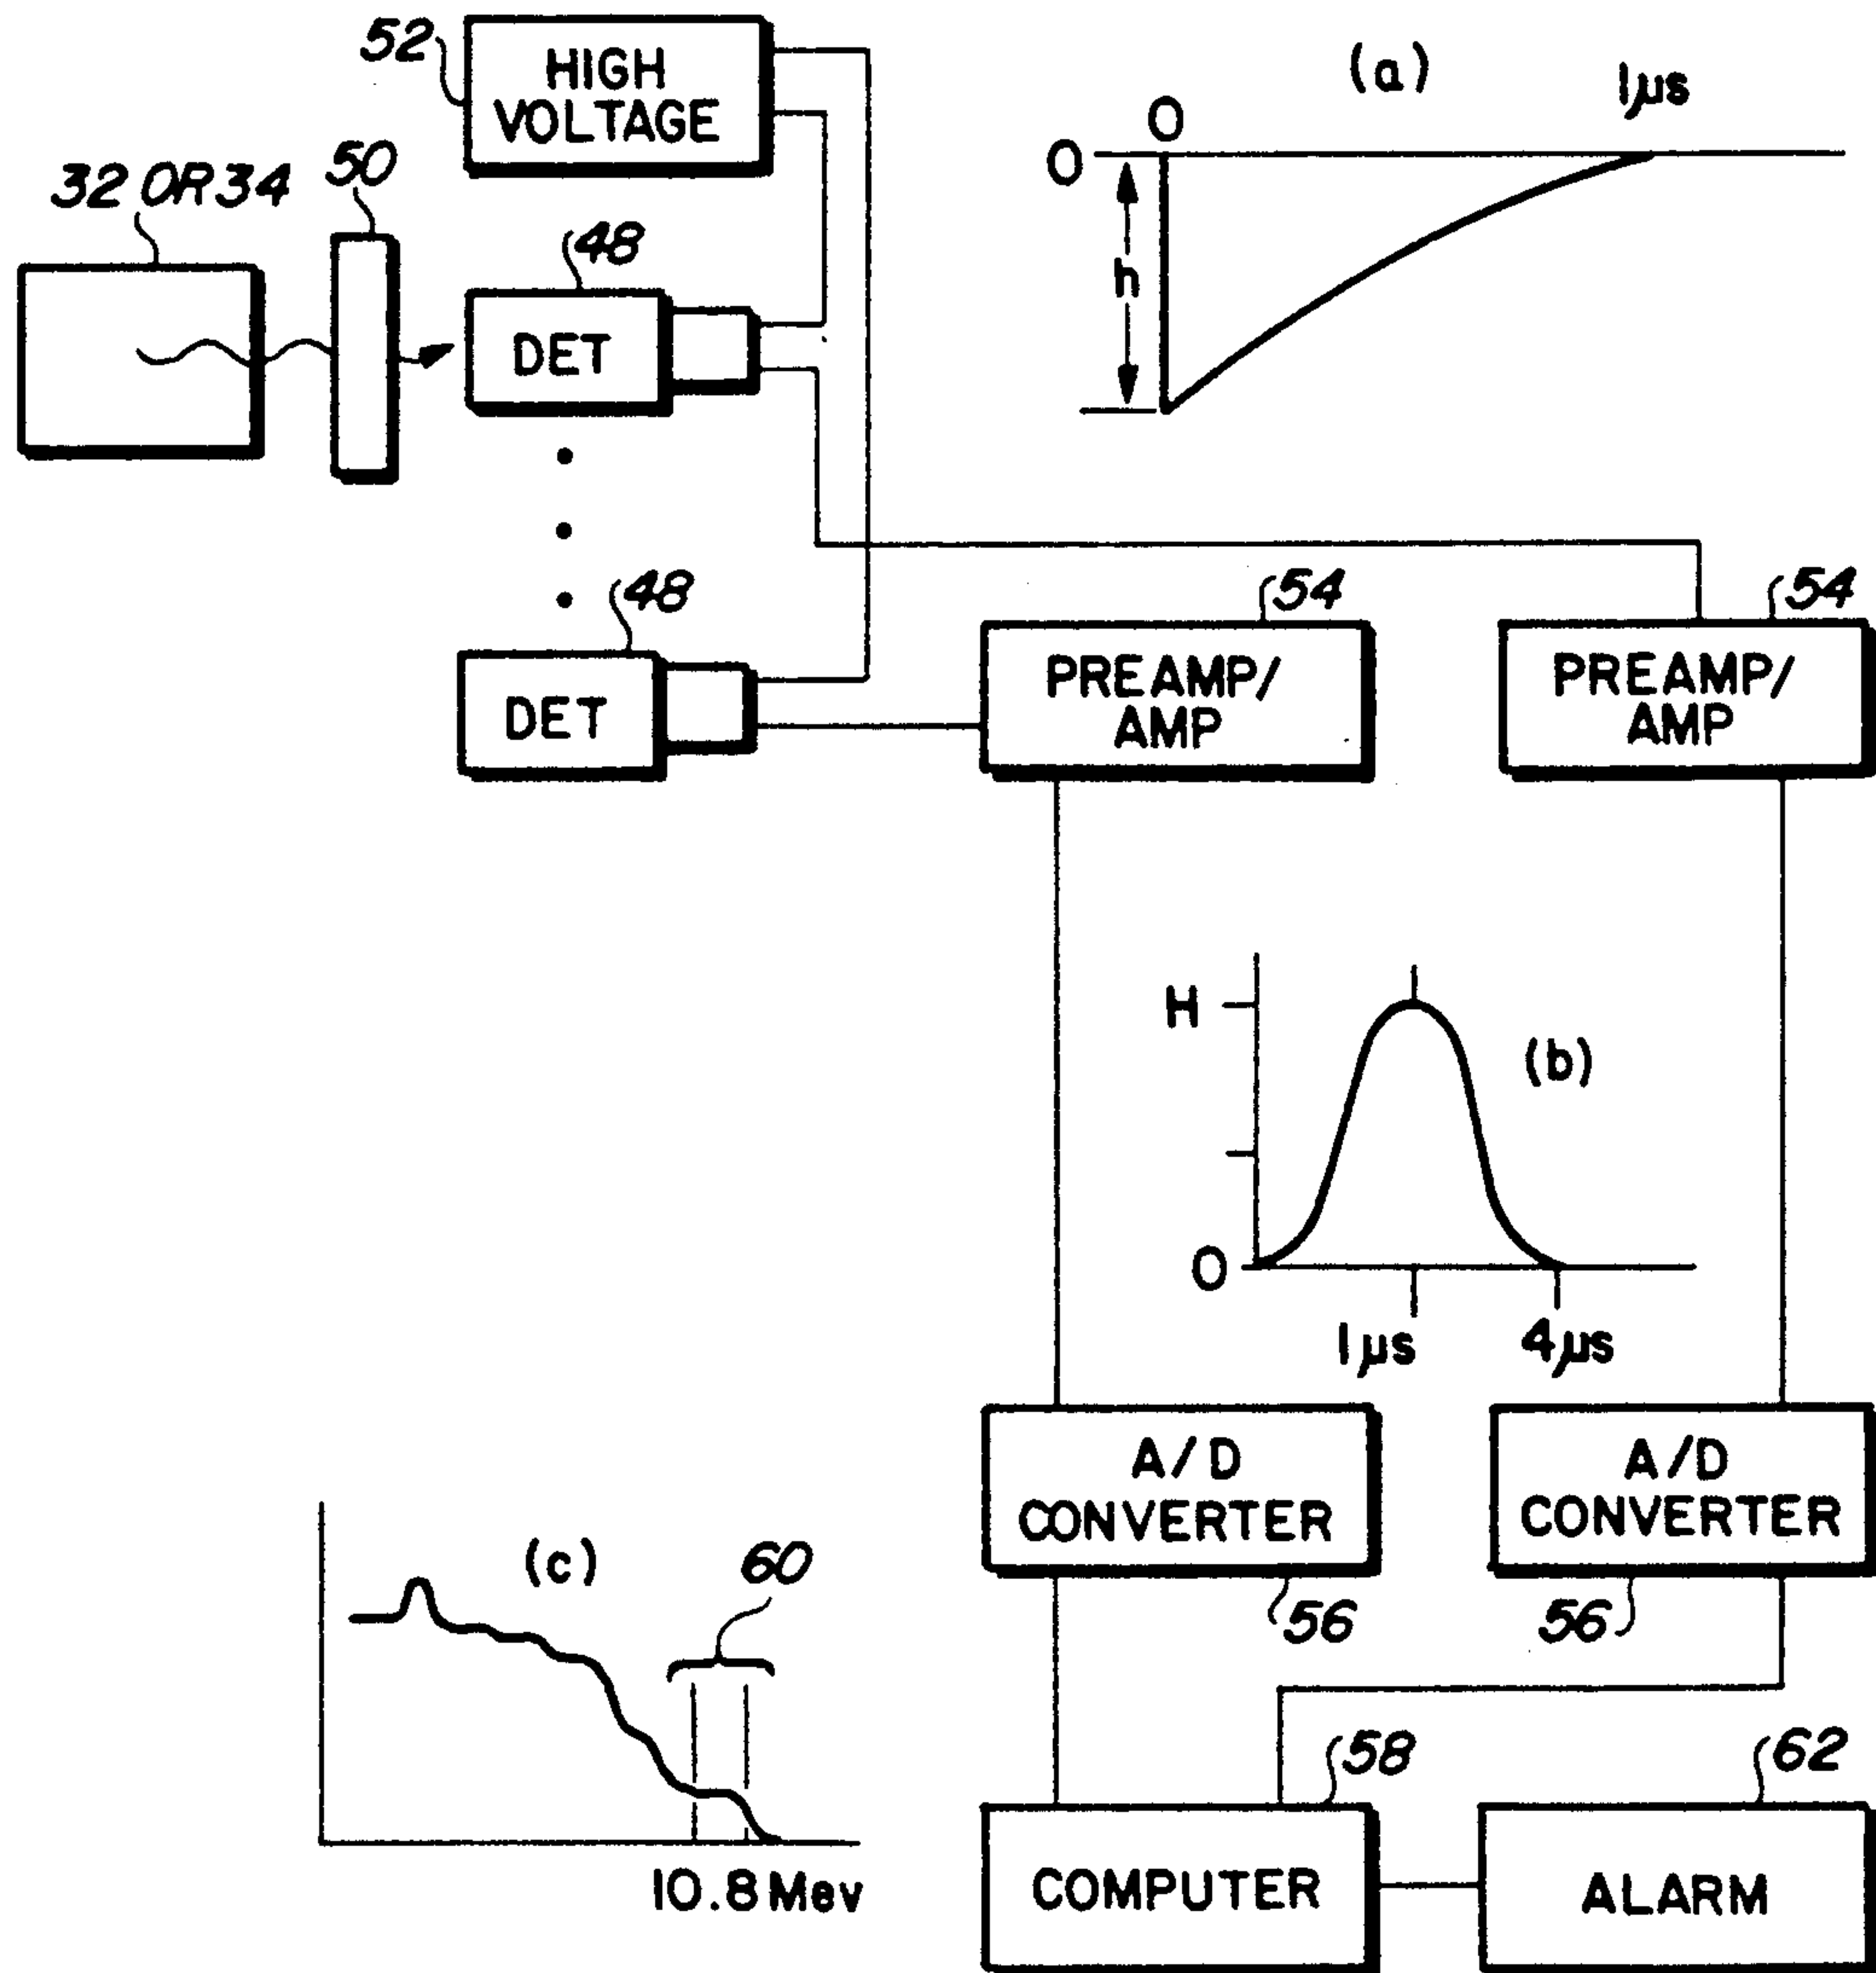 52
HIGH
VOLTAGE
(a)
1µs
0
0
h
32 OR 34
50
48
DET
48
DET
54
PREAMP/
AMP
54
PREAMP/
AMP
H
(b)
0
1µs
4µs
A/D
CONVERTER
56
A/D
CONVERTER
56
(c)
60
10.8 Mev
58
COMPUTER
62
ALARM